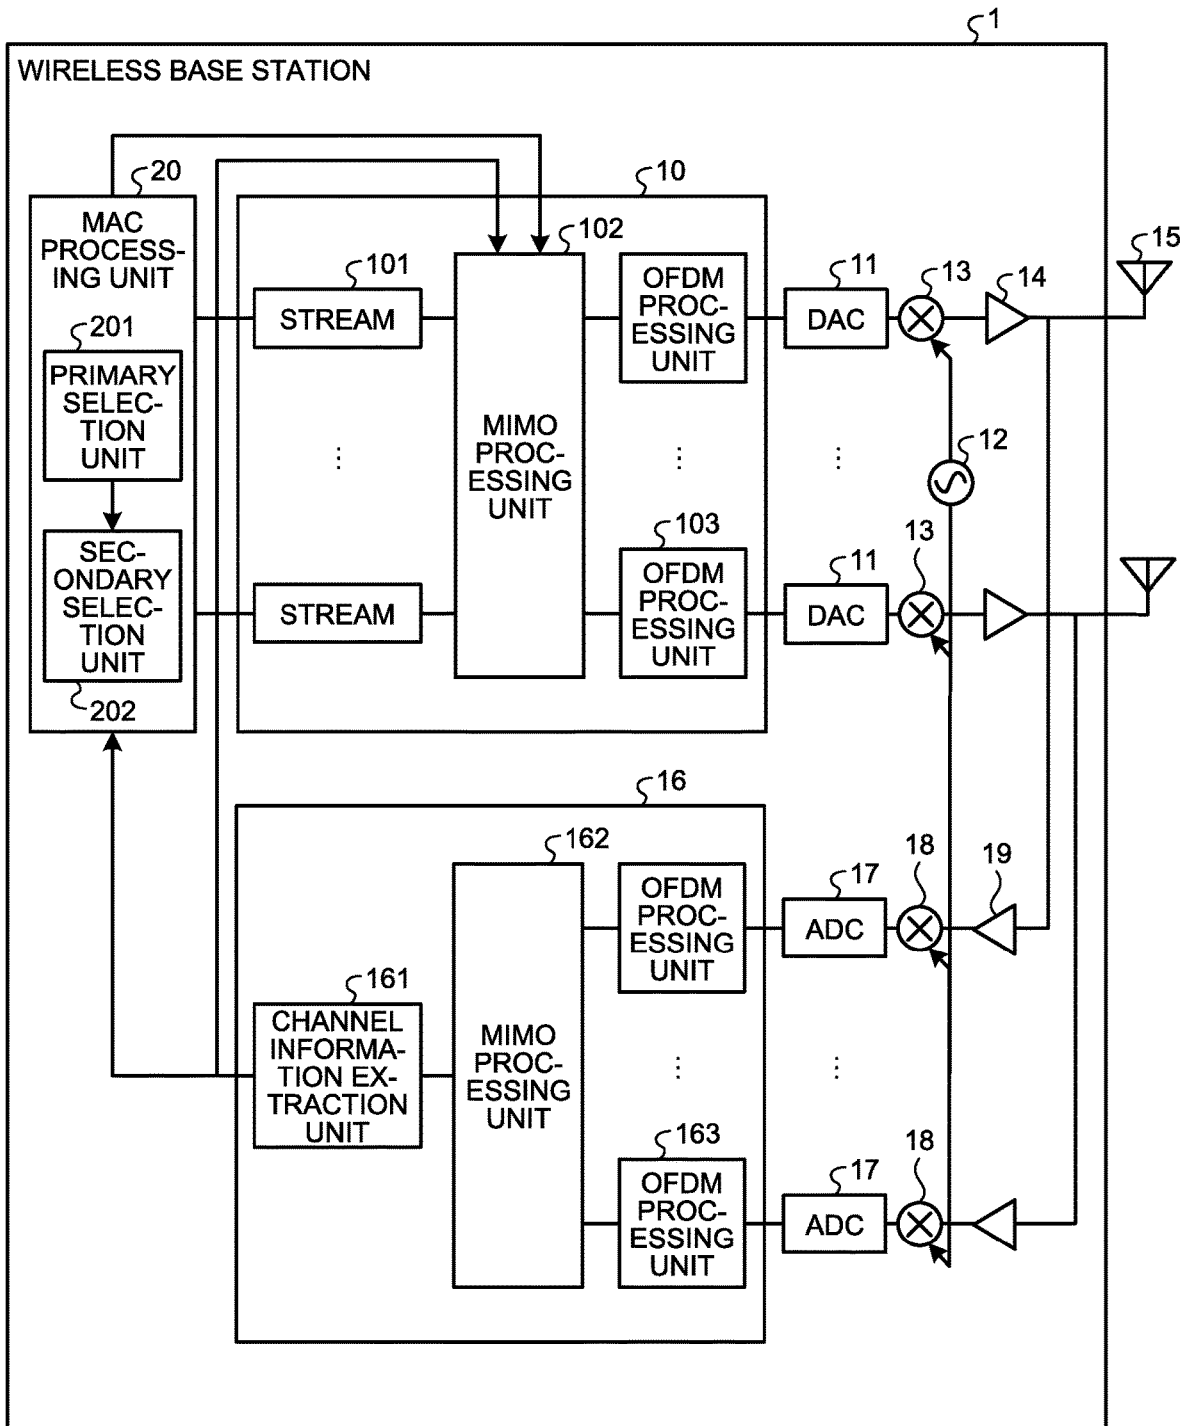 1
WIRELESS BASE STATION
20
MAC
PROCESS-
ING UNIT
201
PRIMARY
SELEC-
TION
UNIT
SEC-
ONDARY
SELEC-
TION
UNIT
202
10
101
STREAM
⋮
STREAM
102
MIMO
PROC-
ESSING
UNIT
OFDM
PROC-
ESSING
UNIT
⋮
103
OFDM
PROC-
ESSING
UNIT
11
DAC
⋮
11
DAC
13
14
15
12
13
16
161
CHANNEL
INFORMA-
TION EX-
TRACTION
UNIT
162
MIMO
PROC-
ESSING
UNIT
OFDM
PROC-
ESSING
UNIT
⋮
163
OFDM
PROC-
ESSING
UNIT
17
ADC
⋮
17
ADC
18
19
18